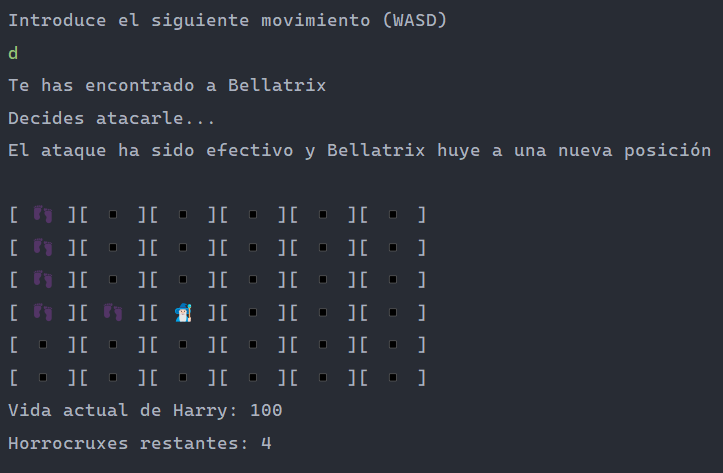 Introduce el siguiente movimiento (WASD)
d
Te has encontrado a Bellatrix
Decides atacarle...
El ataque ha sido efectivo y Bellatrix huye a una nueva posición
[ 👣 ][ ▪ ][ ▪ ][ ▪ ][ ▪ ][ ▪ ]
[ 👣 ][ ▪ ][ ▪ ][ ▪ ][ ▪ ][ ▪ ]
[ 👣 ][ ▪ ][ ▪ ][ ▪ ][ ▪ ][ ▪ ]
[ 👣 ][ 👣 ][ 🧙 ][ ▪ ][ ▪ ][ ▪ ]
[ ▪ ][ ▪ ][ ▪ ][ ▪ ][ ▪ ][ ▪ ]
[ ▪ ][ ▪ ][ ▪ ][ ▪ ][ ▪ ][ ▪ ]
Vida actual de Harry: 100
Horrocruxes restantes: 4